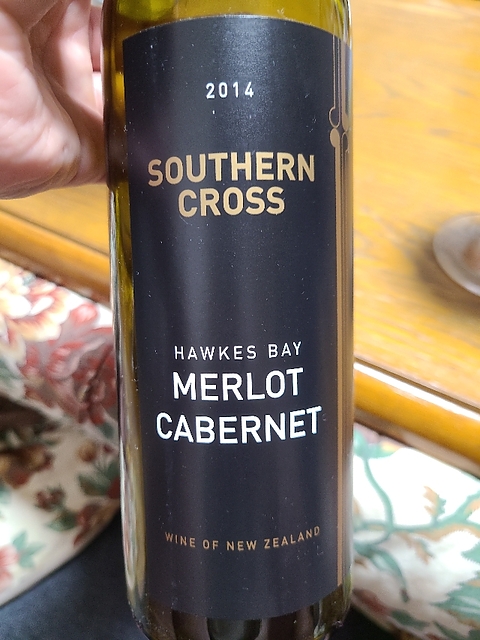 2014
SOUTHERN
CROSS
HAWKES BAY
MERLOT
CABERNET
WINE OF NEW ZEALAND